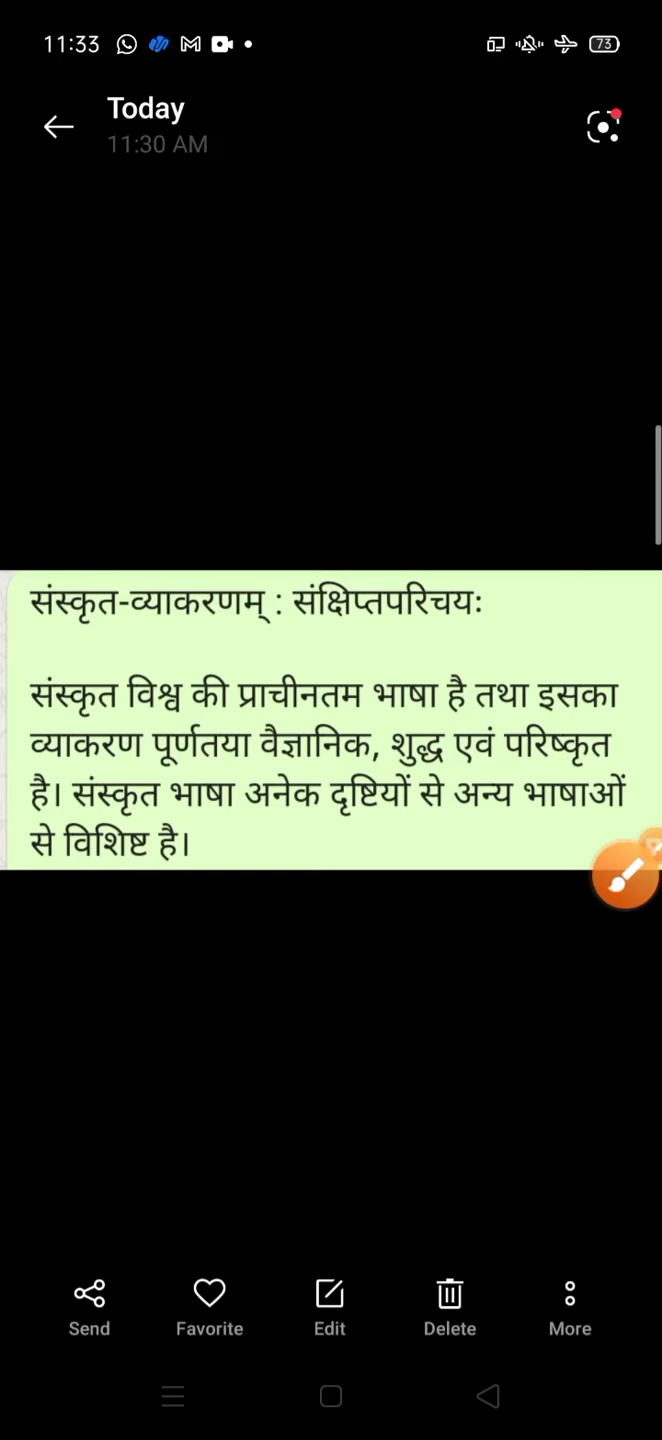 11:33
73
Today
11:30 AM
संस्कृत-व्याकरणम् : संक्षिप्तपरिचयः
संस्कृत विश्व की प्राचीनतम भाषा है तथा इसका
व्याकरण पूर्णतया वैज्ञानिक, शुद्ध एवं परिष्कृत
है। संस्कृत भाषा अनेक दृष्टियों से अन्य भाषाओं
से विशिष्ट है।
Send
Favorite
Edit
Delete
More